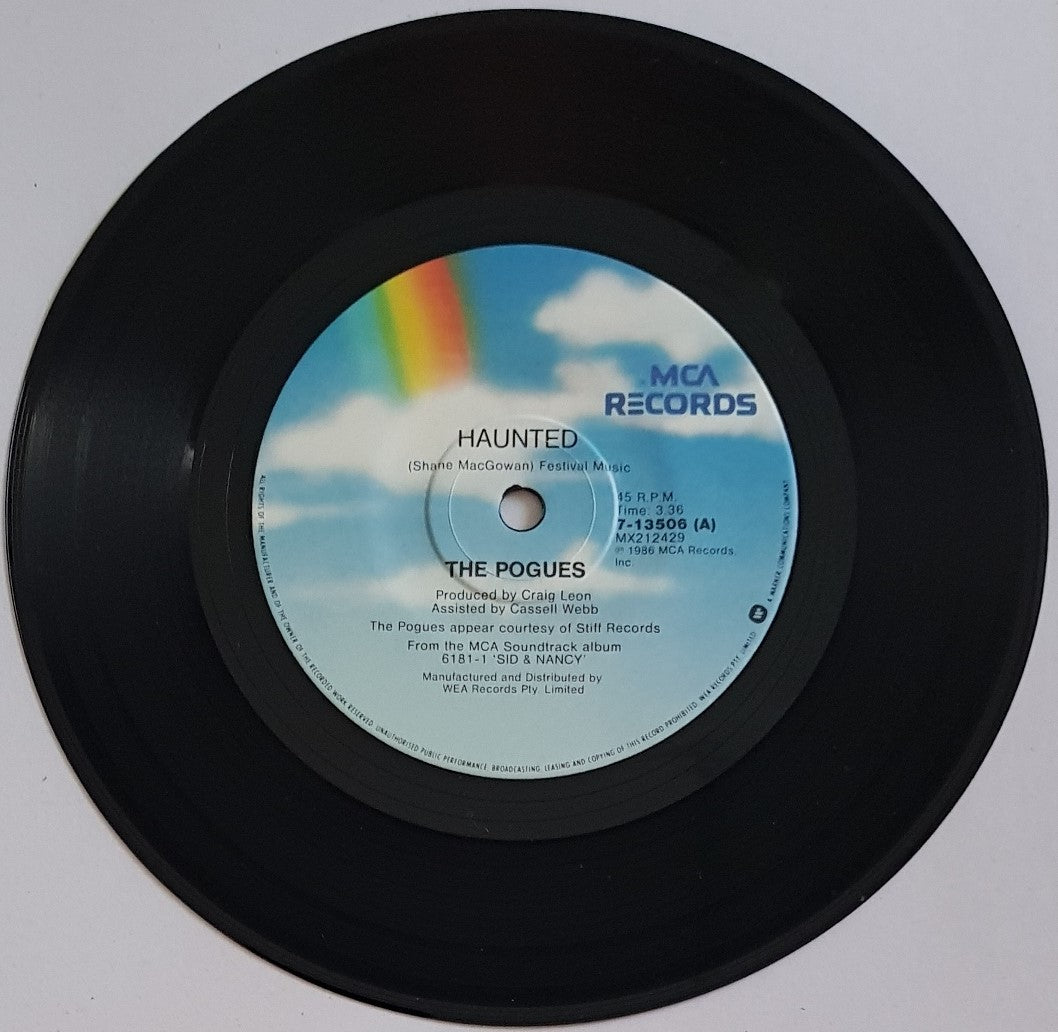 MCA
RECORDS
HAUNTED
(Shane MacGowan) Festival Music
45 R.P.M.
Time: 3.36
7-13506 (A)
MX212429
℗ 1986 MCA Records
Inc.
THE POGUES
Produced by Craig Leon
Assisted by Cassell Webb
The Pogues appear courtesy of Stiff Records
From the MCA Soundtrack album
6181-1 'SID & NANCY'
Manufactured and Distributed by
WEA Records Pty. Limited
ALL RIGHTS OF THE MANUFACTURER AND OF THE OWNER OF THE RECORDED WORK RESERVED. UNAUTHORISED PUBLIC PERFORMANCE, BROADCASTING, LEASING AND COPYING OF THIS RECORD PROHIBITED. WEA RECORDS PTY. LIMITED A WARNER COMMUNICATIONS COMPANY